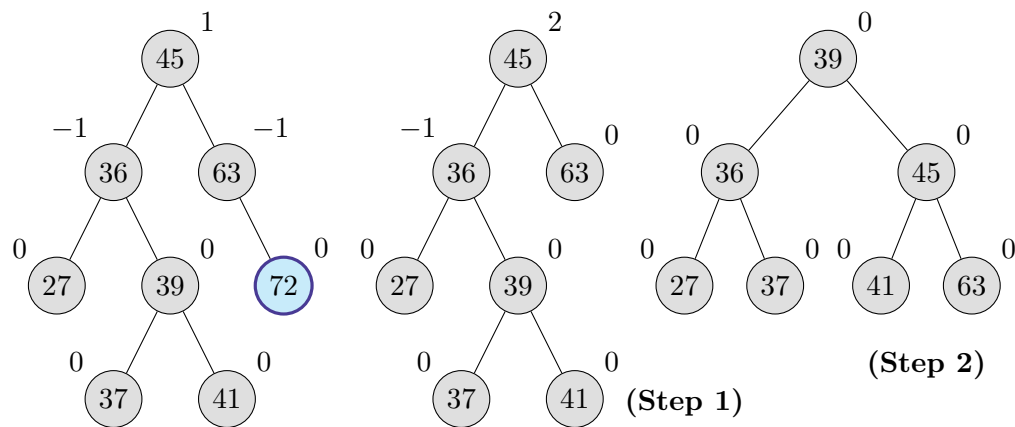 1 2 0
45 45 39
−1 −1 −1 0 0 0
36 63 36 63 36 45
0 0 0 0 0 0 0 0 0
27 39 72 27 39 27 37 41 63
0 0 0 0 (Step 2)
37 41 37 41 (Step 1)